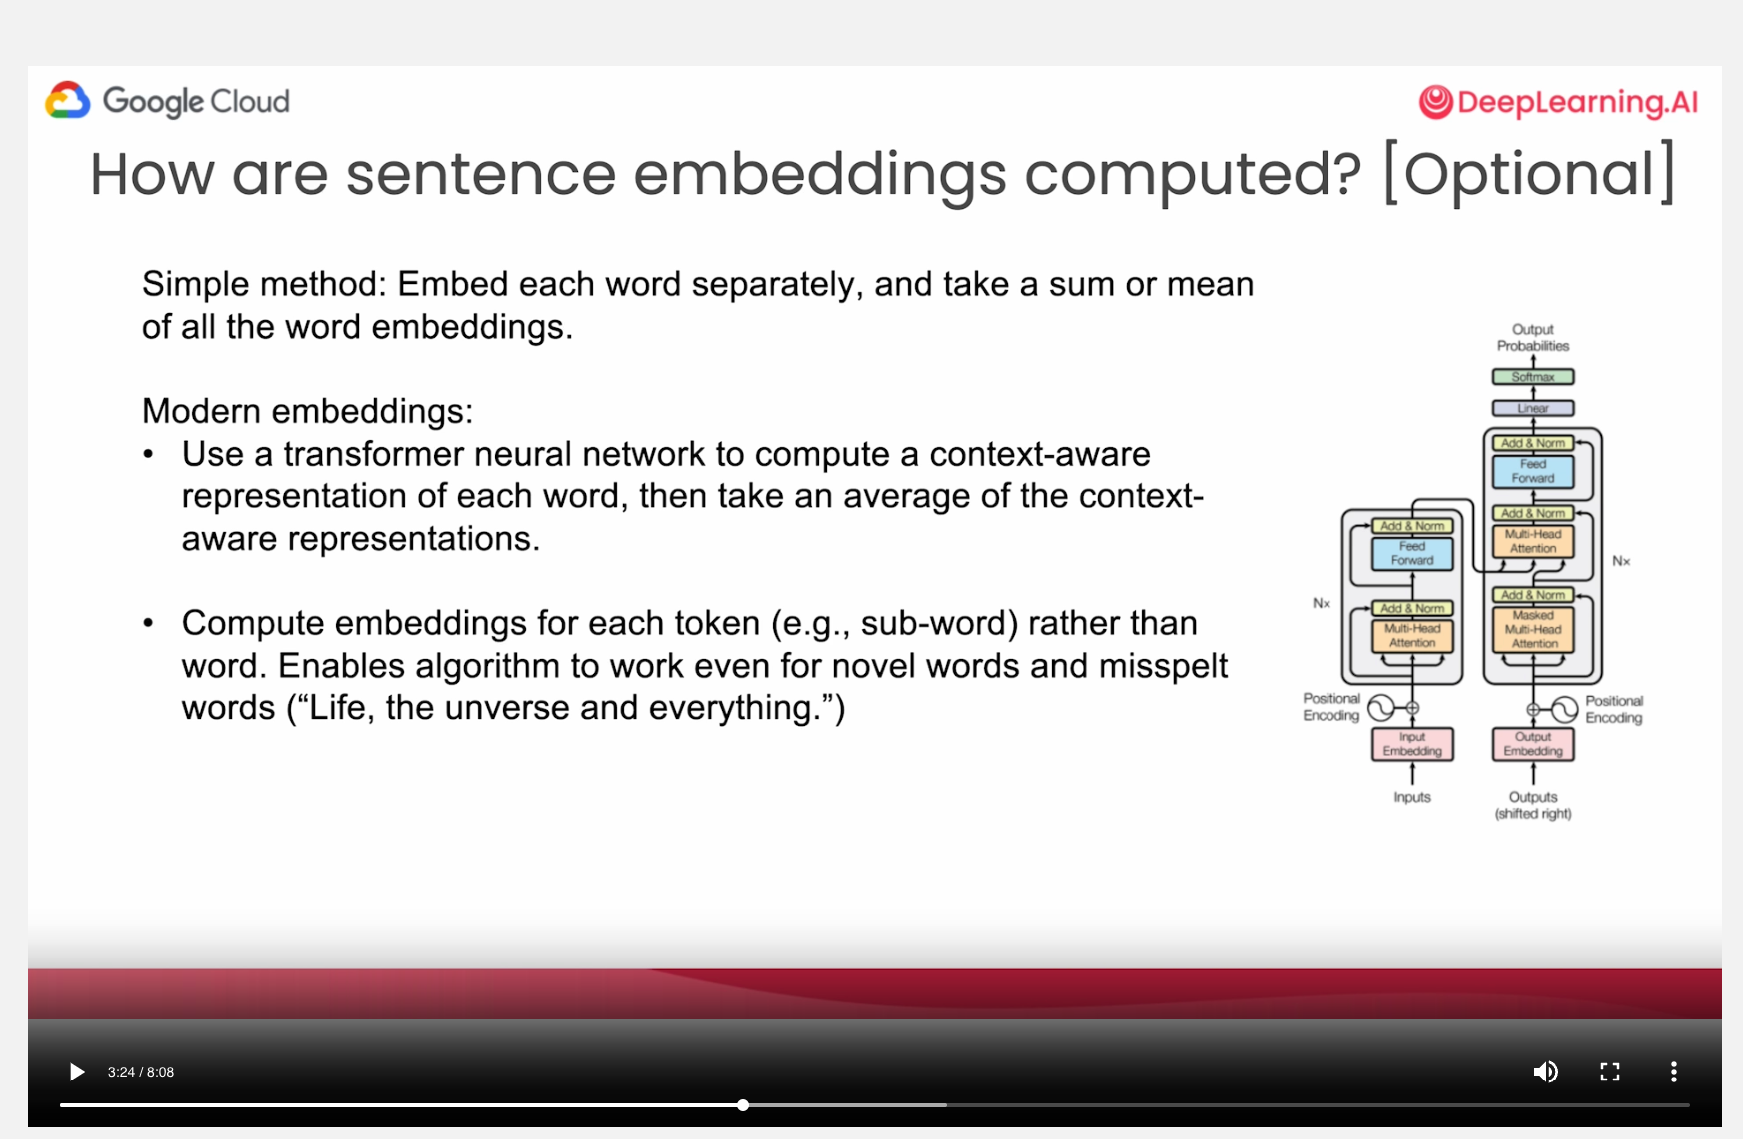 Google Cloud
DeepLearning.AI
How are sentence embeddings computed? [Optional]
Simple method: Embed each word separately, and take a sum or mean
of all the word embeddings.
Modern embeddings:
• Use a transformer neural network to compute a context-aware
representation of each word, then take an average of the context-
aware representations.
• Compute embeddings for each token (e.g., sub-word) rather than
word. Enables algorithm to work even for novel words and misspelt
words (“Life, the unverse and everything.”)
Output
Probabilities
Softmax
Linear
Add & Norm
Feed
Forward
Add & Norm
Multi-Head
Attention
Nx
Add & Norm
Masked
Multi-Head
Attention
Positional
Encoding
Output
Embedding
Outputs
(shifted right)
Add & Norm
Feed
Forward
Nx
Add & Norm
Multi-Head
Attention
Positional
Encoding
Input
Embedding
Inputs
3:24 / 8:08